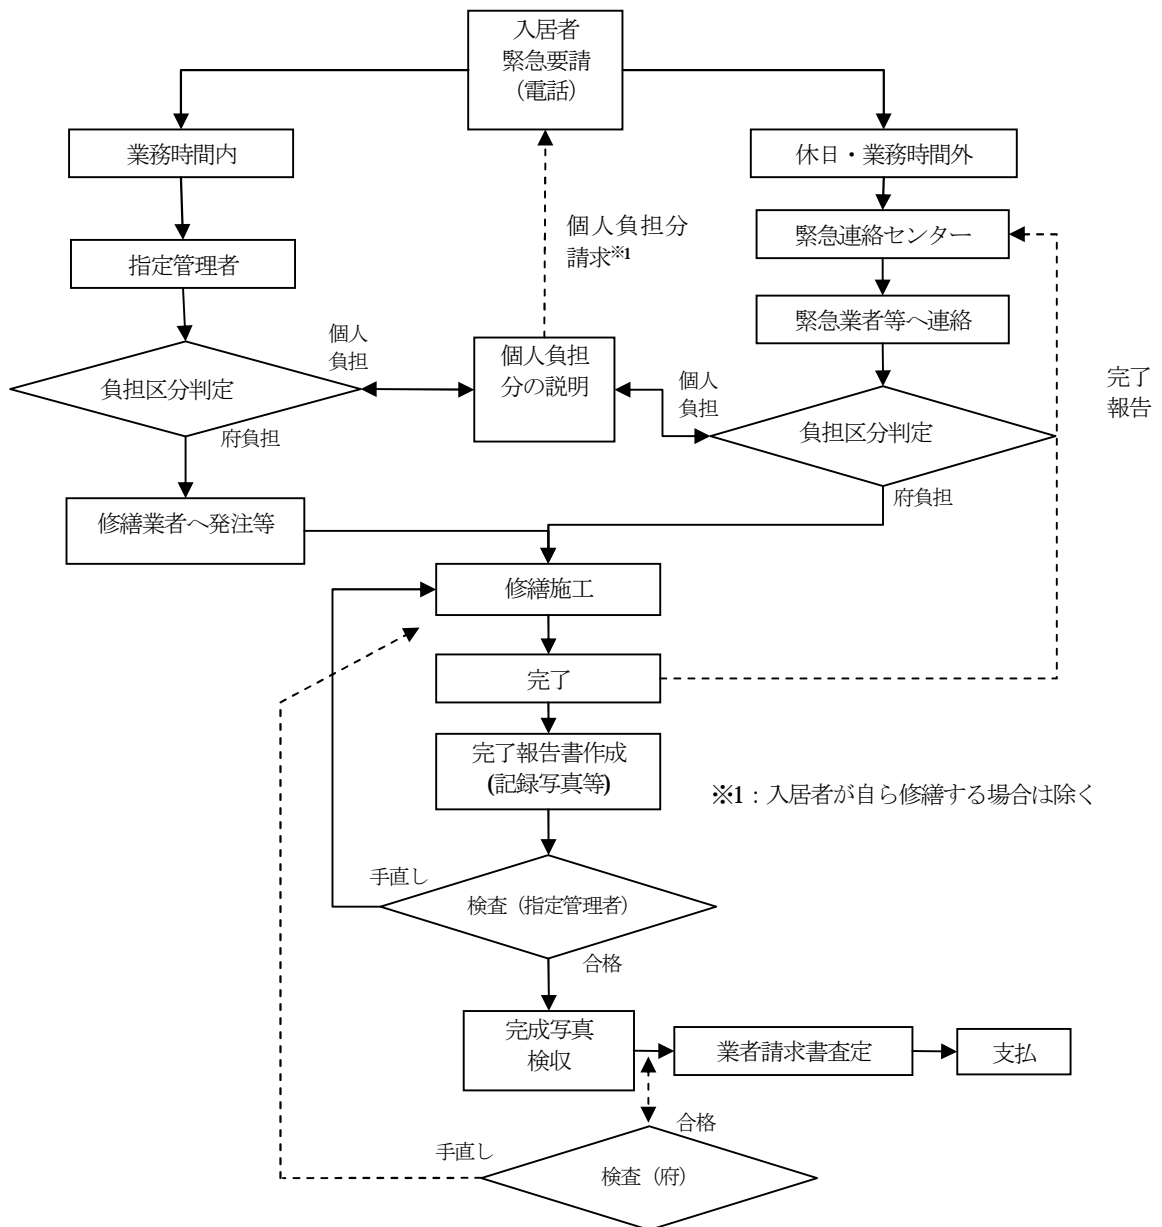 入居者
緊急要請
（電話）
業務時間内
休日・業務時間外
個人負担分
請求※1
緊急連絡センター
指定管理者
緊急業者等へ連絡
個人
負担
個人負担
分の説明
個人
負担
完了
報告
負担区分判定
負担区分判定
府負担
府負担
修繕業者へ発注等
修繕施工
完了
完了報告書作成
(記録写真等)
※1：入居者が自ら修繕する場合は除く
手直し
検査（指定管理者）
合格
完成写真
検収
業者請求書査定
支払
合格
手直し
検査（府）